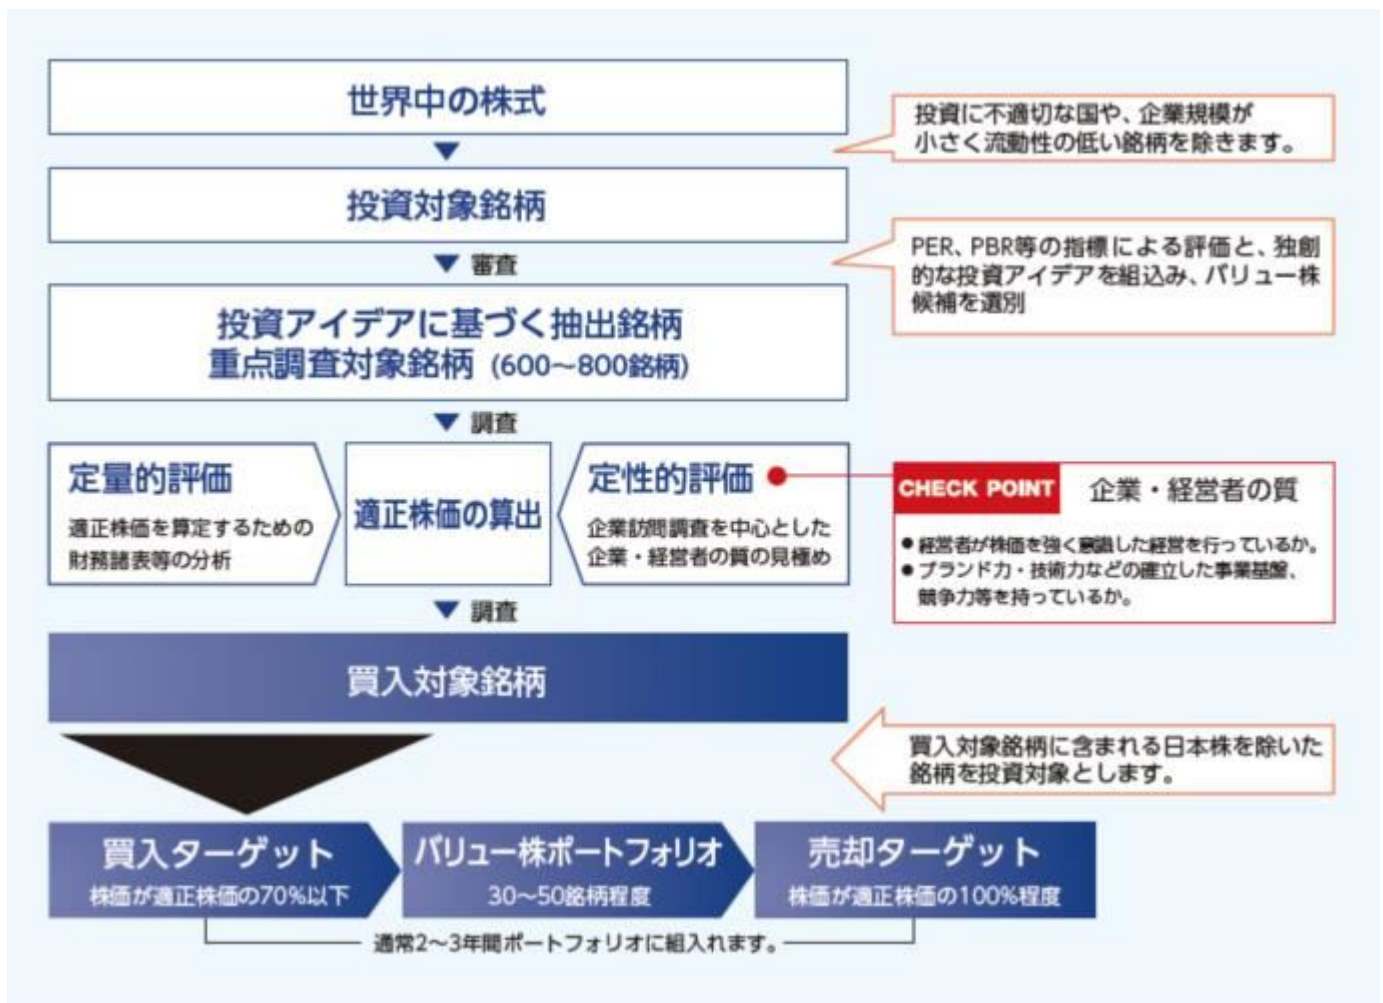 世界中の株式
投資に不適切な国や、企業規模が
小さく流動性の低い銘柄を除きます。
投資対象銘柄
審査
PER、PBR等の指標による評価と、独創
的な投資アイデアを組込み、バリュー株
候補を選別
投資アイデアに基づく抽出銘柄
重点調査対象銘柄 (600～800銘柄)
調査
定量的評価
適正株価を算定するための
財務諸表等の分析
適正株価の算出
定性的評価
企業訪問調査を中心とした
企業・経営者の質の見極め
CHECK POINT 企業・経営者の質
●経営者が株価を強く意識した経営を行っているか。
●ブランド力・技術力などの確立した事業基盤、
競争力等を持っているか。
調査
買入対象銘柄
買入対象銘柄に含まれる日本株を除いた
銘柄を投資対象とします。
買入ターゲット
株価が適正株価の70%以下
バリュー株ポートフォリオ
30～50銘柄程度
売却ターゲット
株価が適正株価の100%程度
通常2～3年間ポートフォリオに組入れます。